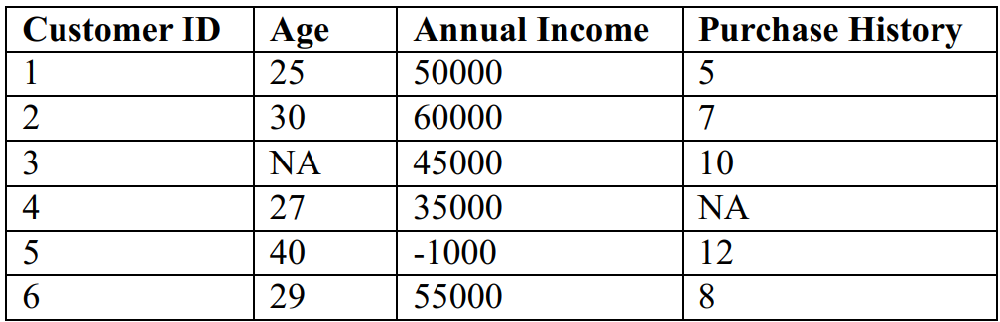 Customer ID Age Annual Income Purchase History
1 25 50000 5
2 30 60000 7
3 NA 45000 10
4 27 35000 NA
5 40 -1000 12
6 29 55000 8